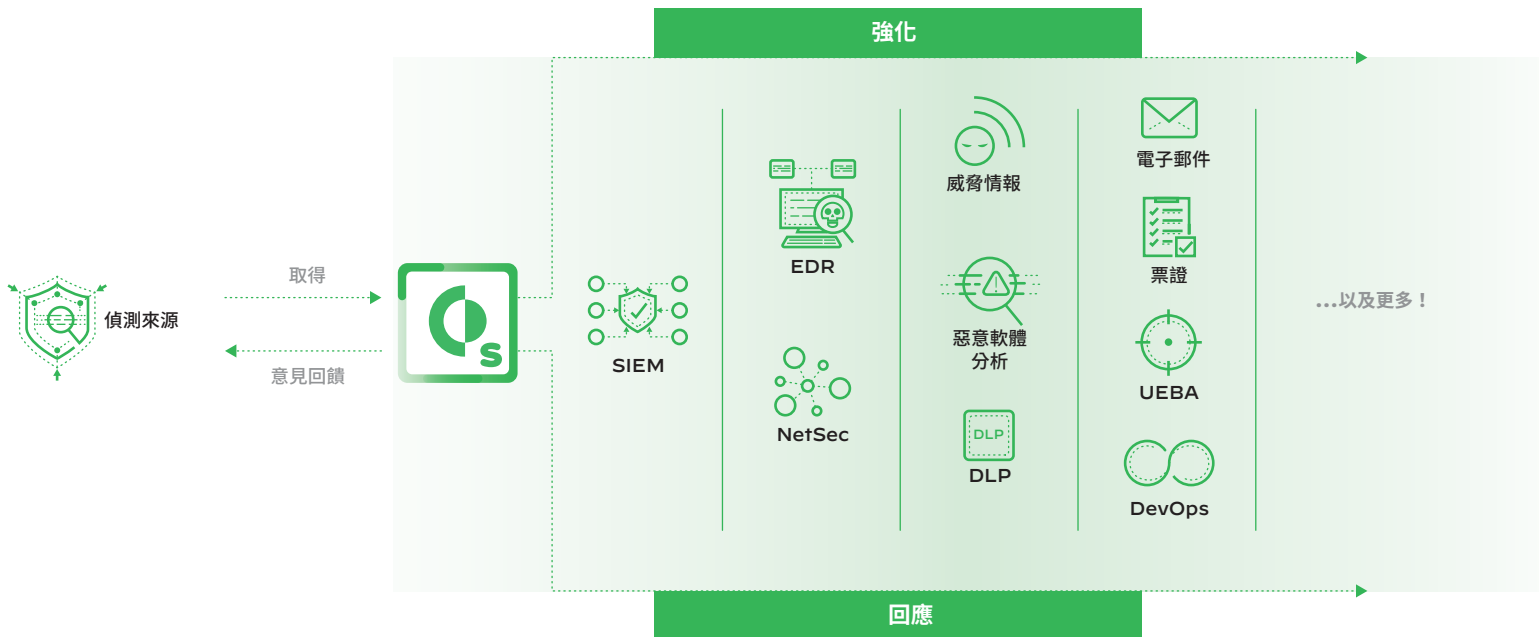 強化
偵測來源
取得
意見回饋
S
SIEM
EDR
NetSec
威脅情報
惡意軟體
分析
DLP
DLP
電子郵件
票證
UEBA
DevOps
...以及更多！
回應